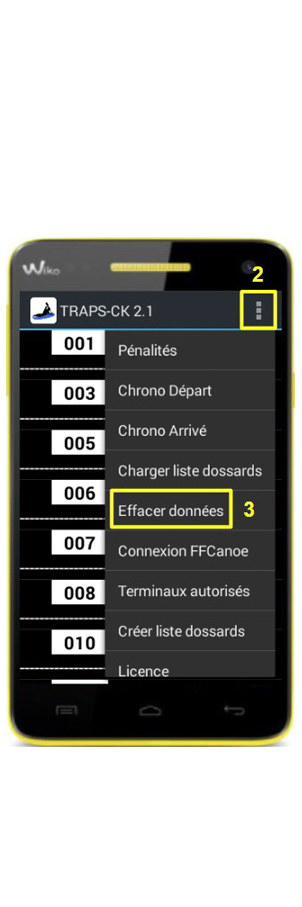 Wiko
2
TRAPS-CK 2.1
001
Pénalités
003
Chrono Départ
Chrono Arrivé
005
Charger liste dossards
006
Effacer données
3
007
Connexion FFCanoe
008
Terminaux autorisés
010
Créer liste dossards
Licence